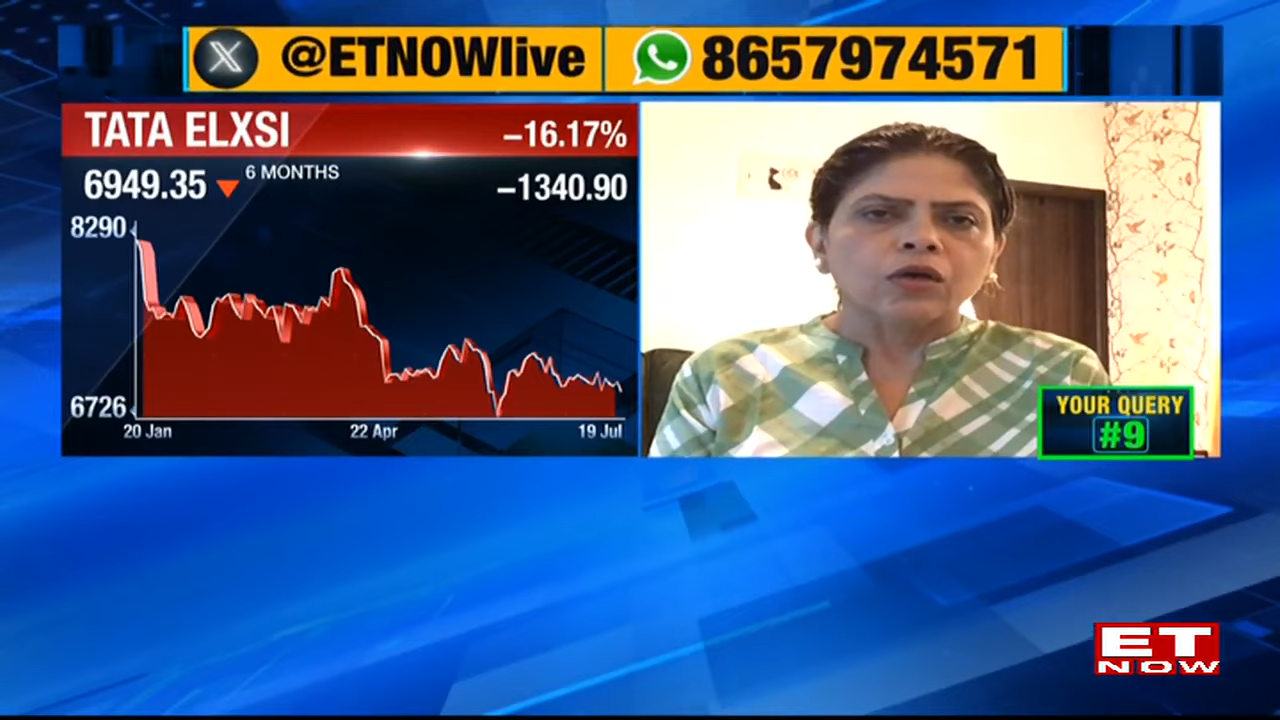 @ETNOWlive 8657974571
TATA ELXSI -16.17%
6949.35 6 MONTHS -1340.90
8290
6726
20 Jan 22 Apr 19 Jul
YOUR QUERY
#9
ET
NOW